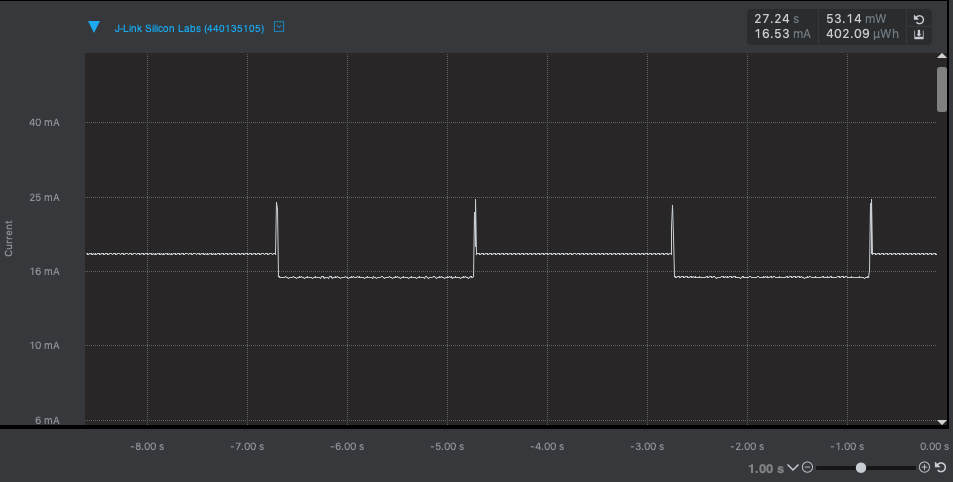 J-Link Silicon Labs (440135105)
27.24 s 53.14 mW
16.53 mA 402.09 µWh
40 mA
25 mA
Current
16 mA
10 mA
6 mA
-8.00 s -7.00 s -6.00 s -5.00 s -4.00 s -3.00 s -2.00 s -1.00 s 0.00 s
1.00 s